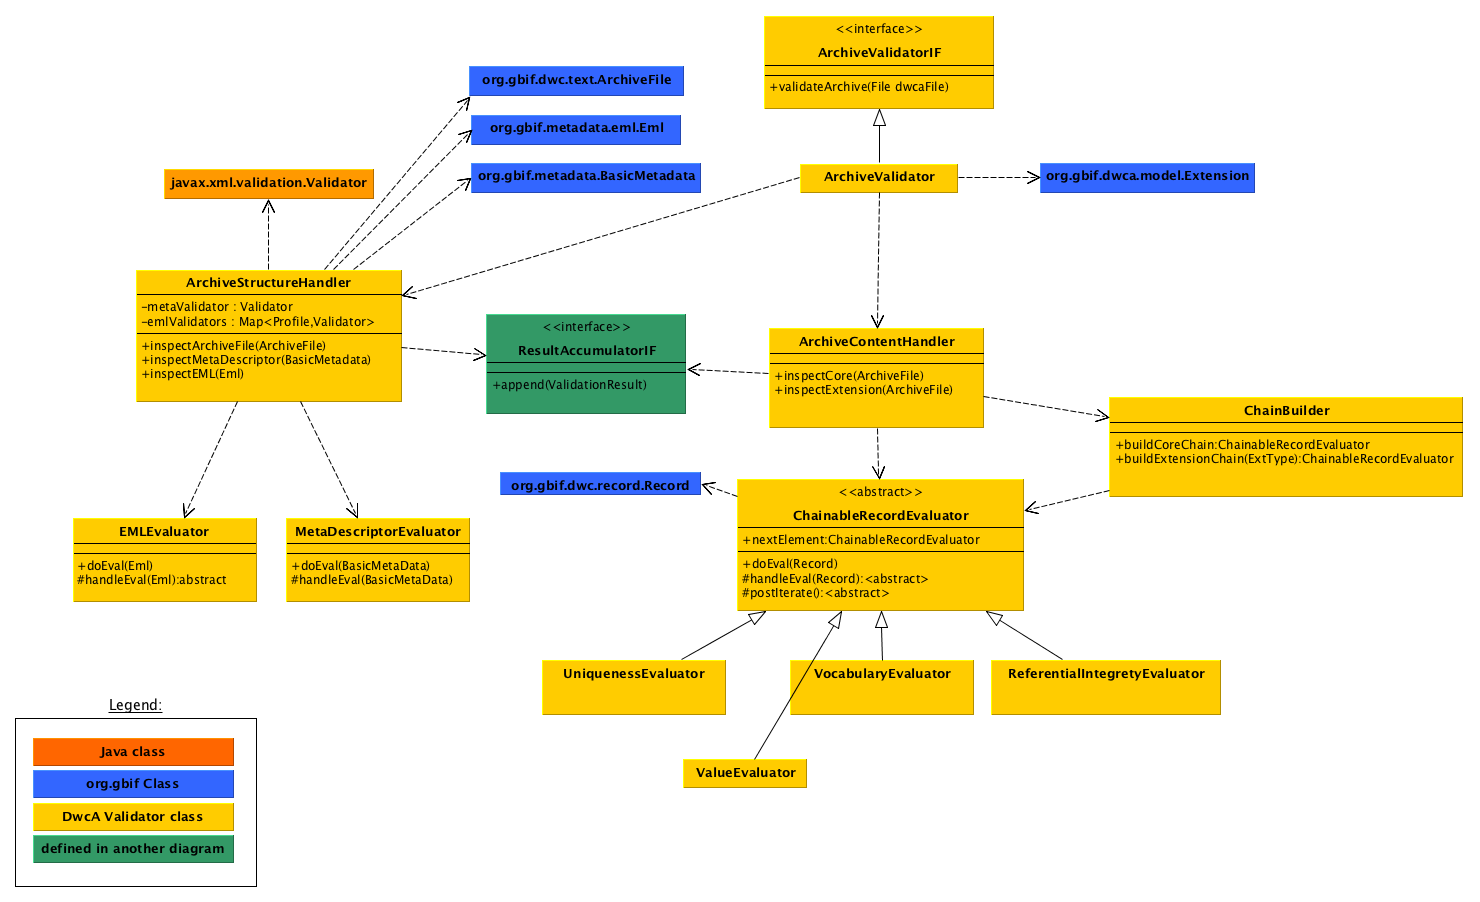 <<interface>>
ArchiveValidatorIF
+validateArchive(File dwcaFile)
org.gbif.dwc.text.ArchiveFile
org.gbif.metadata.eml.Eml
org.gbif.metadata.BasicMetadata
javax.xml.validation.Validator
ArchiveValidator
org.gbif.dwca.model.Extension
ArchiveStructureHandler
-metaValidator : Validator
-emlValidators : Map<Profile,Validator>
+inspectArchiveFile(ArchiveFile)
+inspectMetaDescriptor(BasicMetadata)
+inspectEML(Eml)
<<interface>>
ResultAccumulatorIF
+append(ValidationResult)
ArchiveContentHandler
+inspectCore(ArchiveFile)
+inspectExtension(ArchiveFile)
ChainBuilder
+buildCoreChain:ChainableRecordEvaluator
+buildExtensionChain(ExtType):ChainableRecordEvaluator
org.gbif.dwc.record.Record
<<abstract>>
ChainableRecordEvaluator
+nextElement:ChainableRecordEvaluator
+doEval(Record)
#handleEval(Record):<abstract>
#postIterate():<abstract>
EMLEvaluator
+doEval(Eml)
#handleEval(Eml):abstract
MetaDescriptorEvaluator
+doEval(BasicMetaData)
#handleEval(BasicMetaData)
UniquenessEvaluator
VocabularyEvaluator
ReferentialIntegretyEvaluator
ValueEvaluator
Legend:
Java class
org.gbif Class
DwcA Validator class
defined in another diagram